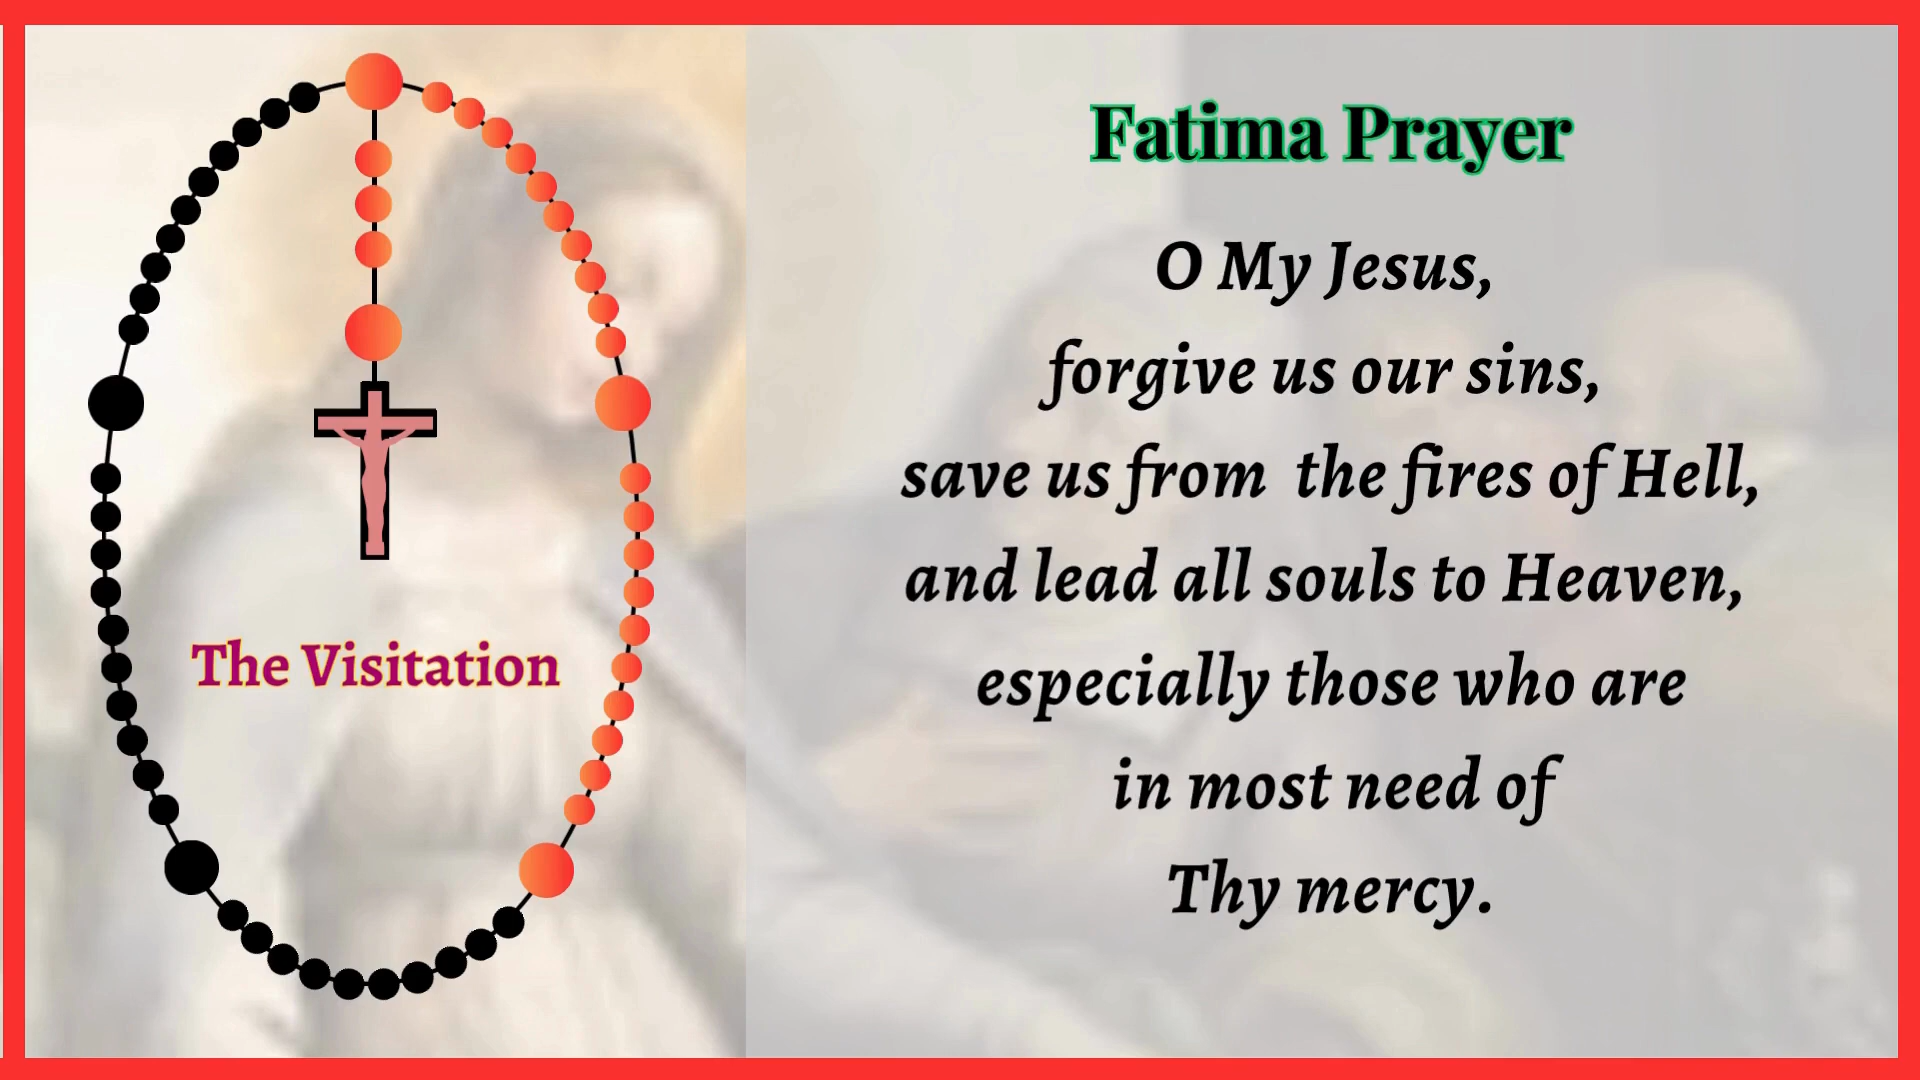 The Visitation
Fatima Prayer
O My Jesus,
forgive us our sins,
save us from the fires of Hell,
and lead all souls to Heaven,
especially those who are
in most need of
Thy mercy.